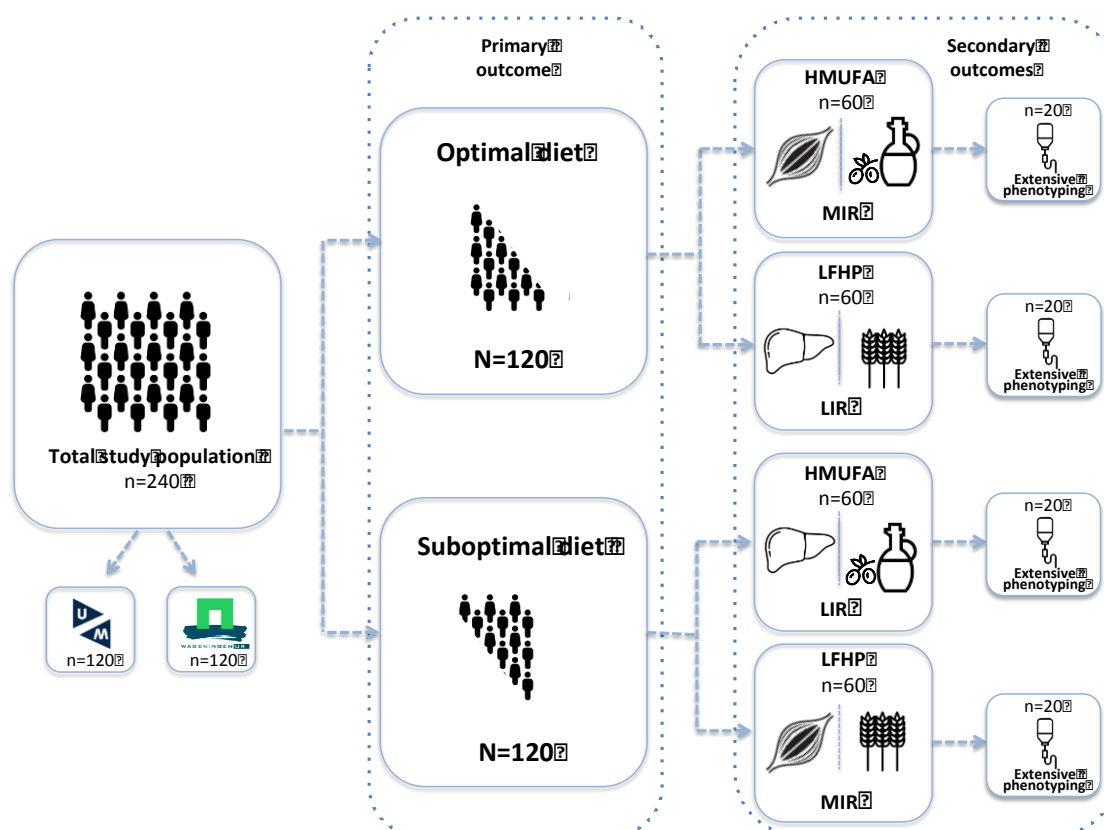 Primary
outcome
Secondary
outcomes
Total study population
n=240
U
M
n=120
WAGENINGEN UR
n=120
Optimal diet
N=120
Suboptimal diet
N=120
HMUFA
n=60
MIR
n=20
Extensive
phenotyping
LFHP
n=60
LIR
n=20
Extensive
phenotyping
HMUFA
n=60
LIR
n=20
Extensive
phenotyping
LFHP
n=60
MIR
n=20
Extensive
phenotyping